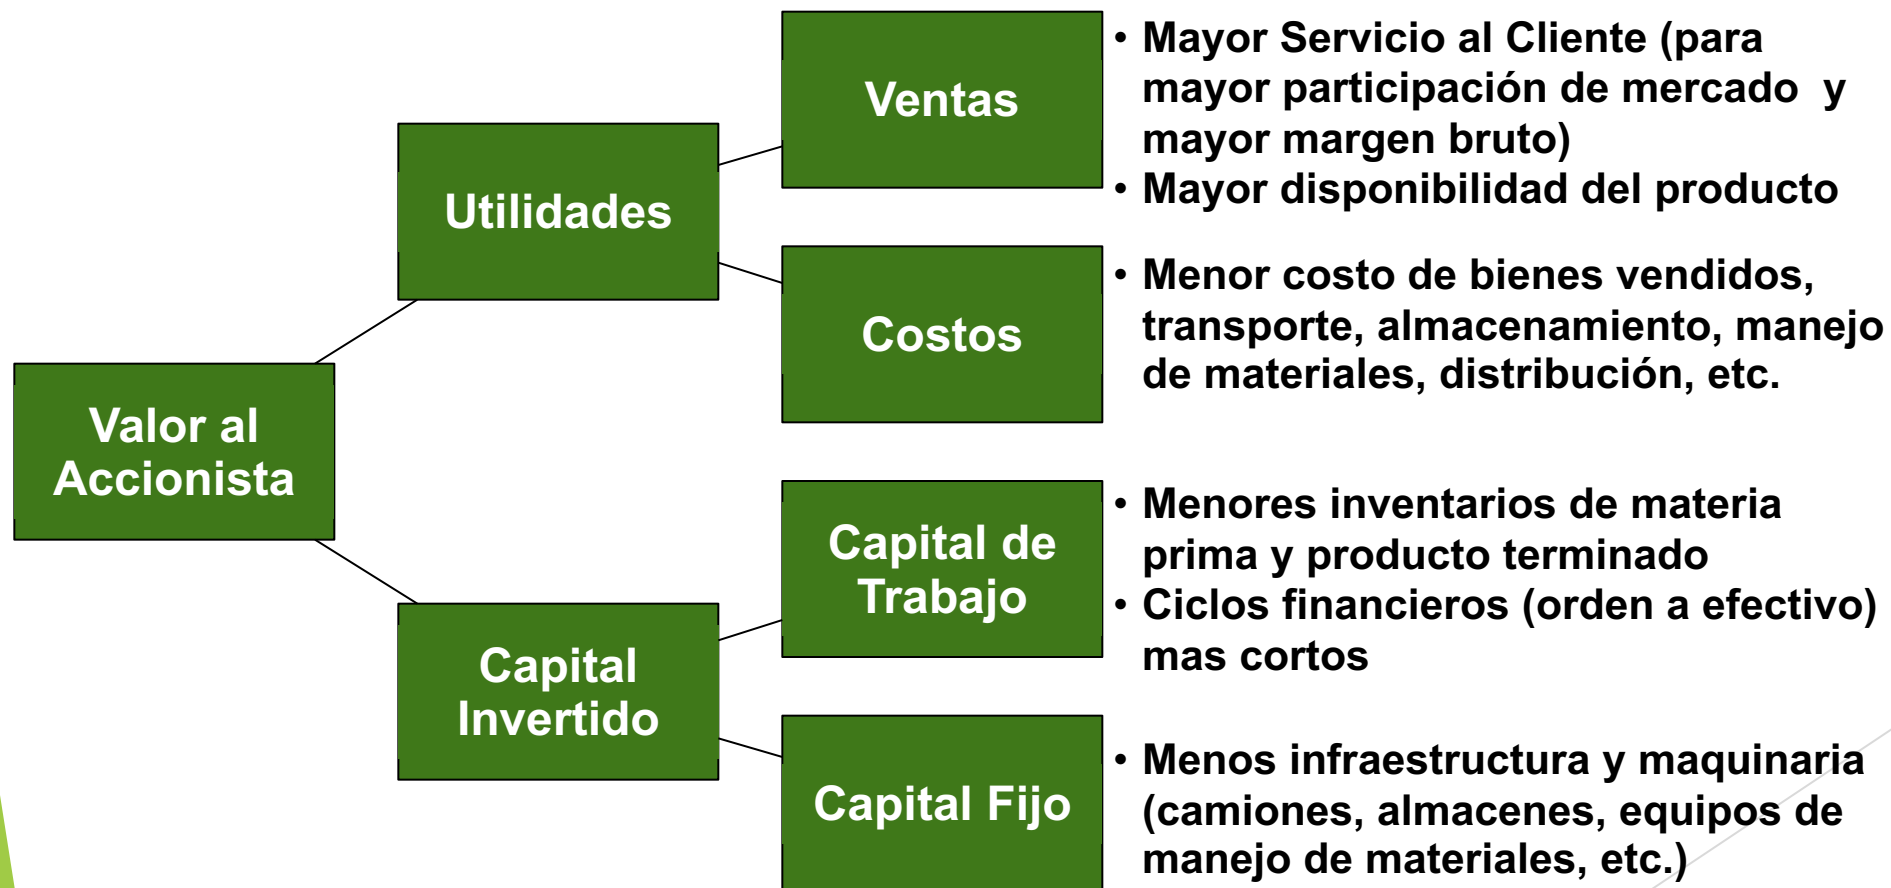 Valor al
Accionista
Utilidades
Ventas
• Mayor Servicio al Cliente (para
mayor participación de mercado  y
mayor margen bruto)
• Mayor disponibilidad del producto
Costos
• Menor costo de bienes vendidos,
transporte, almacenamiento, manejo
de materiales, distribución, etc.
Capital
Invertido
Capital de
Trabajo
• Menores inventarios de materia
prima y producto terminado
• Ciclos financieros (orden a efectivo)
mas cortos
Capital Fijo
• Menos infraestructura y maquinaria
(camiones, almacenes, equipos de
manejo de materiales, etc.)